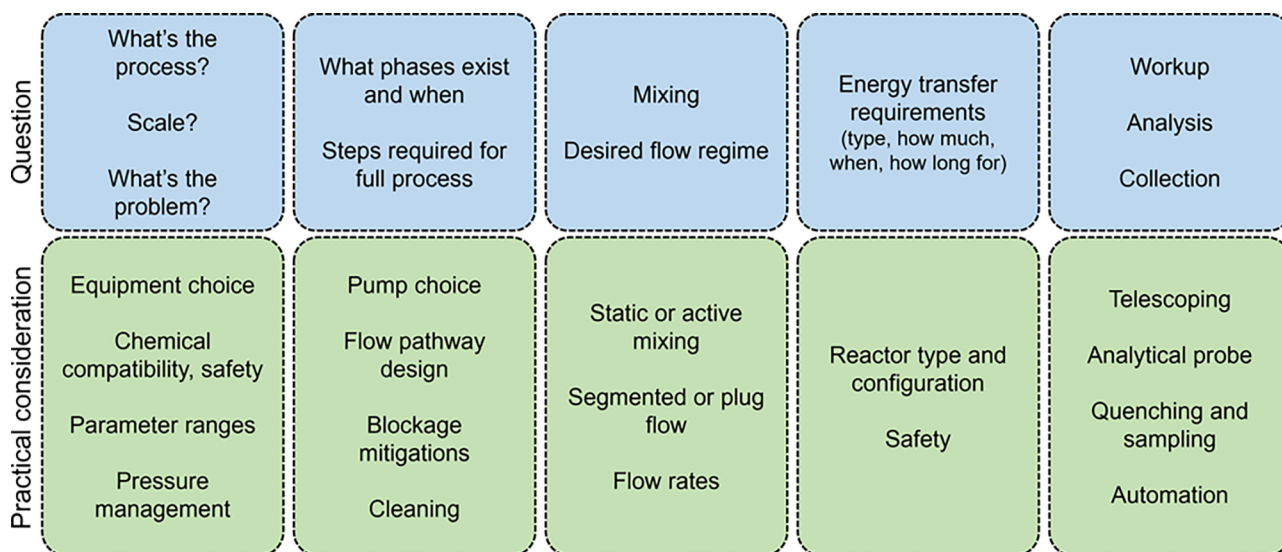 Question
What’s the
process?
Scale?
What’s the
problem?
What phases exist
and when
Steps required for
full process
Mixing
Desired flow regime
Energy transfer
requirements
(type, how much,
when, how long for)
Workup
Analysis
Collection
Practical consideration
Equipment choice
Chemical
compatibility, safety
Parameter ranges
Pressure
management
Pump choice
Flow pathway
design
Blockage
mitigations
Cleaning
Static or active
mixing
Segmented or plug
flow
Flow rates
Reactor type and
configuration
Safety
Telescoping
Analytical probe
Quenching and
sampling
Automation